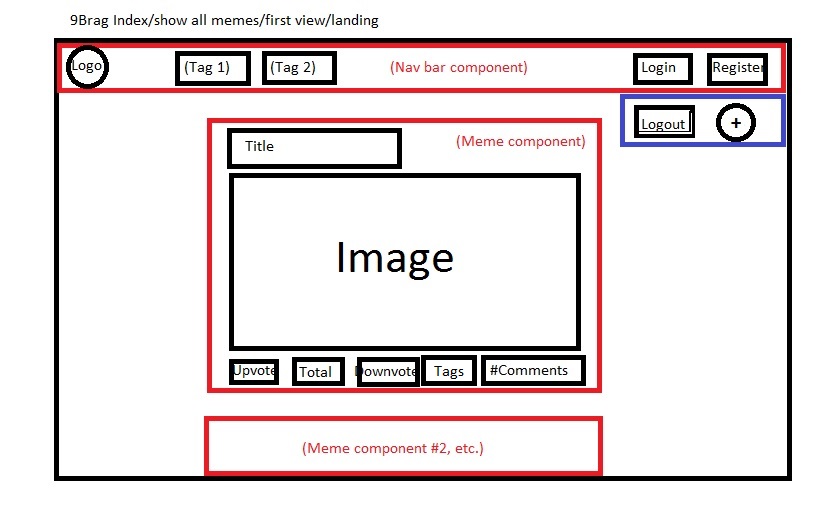 9Brag Index/show all memes/first view/landing
Logo (Tag 1) (Tag 2) (Nav bar component) Login Register
Logout +
Title (Meme component)
Image
Upvote Total Downvote Tags #Comments
(Meme component #2, etc.)